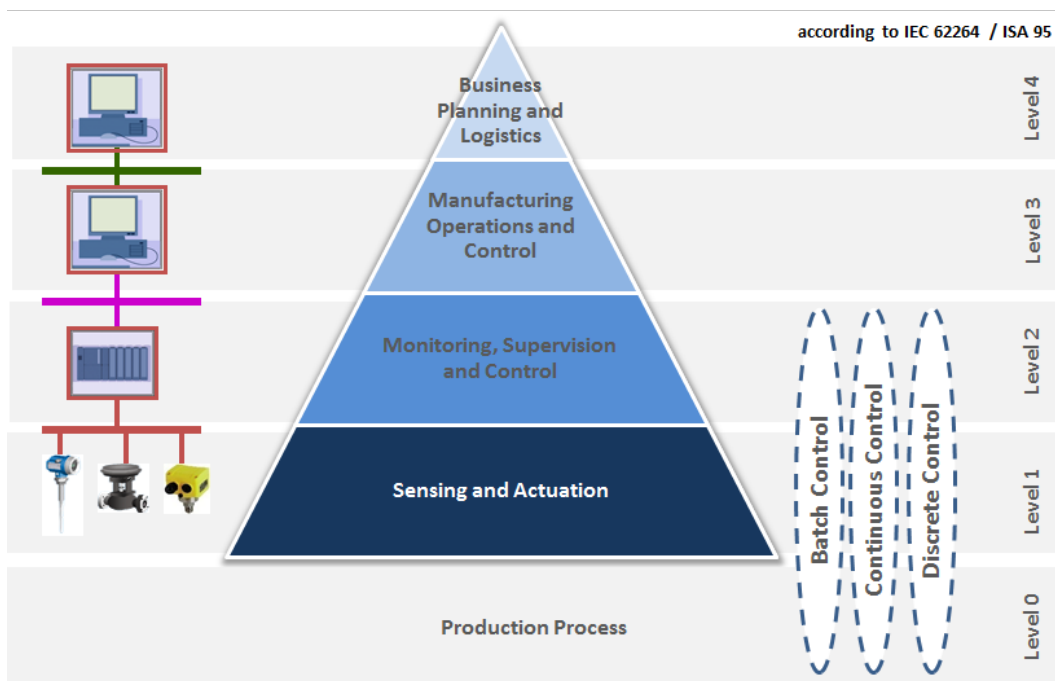 according to IEC 62264 / ISA 95
Business
Planning and
Logistics
Level 4
Manufacturing
Operations and
Control
Level 3
Monitoring, Supervision
and Control
Level 2
Sensing and Actuation
Level 1
Batch Control
Continuous Control
Discrete Control
Production Process
Level 0